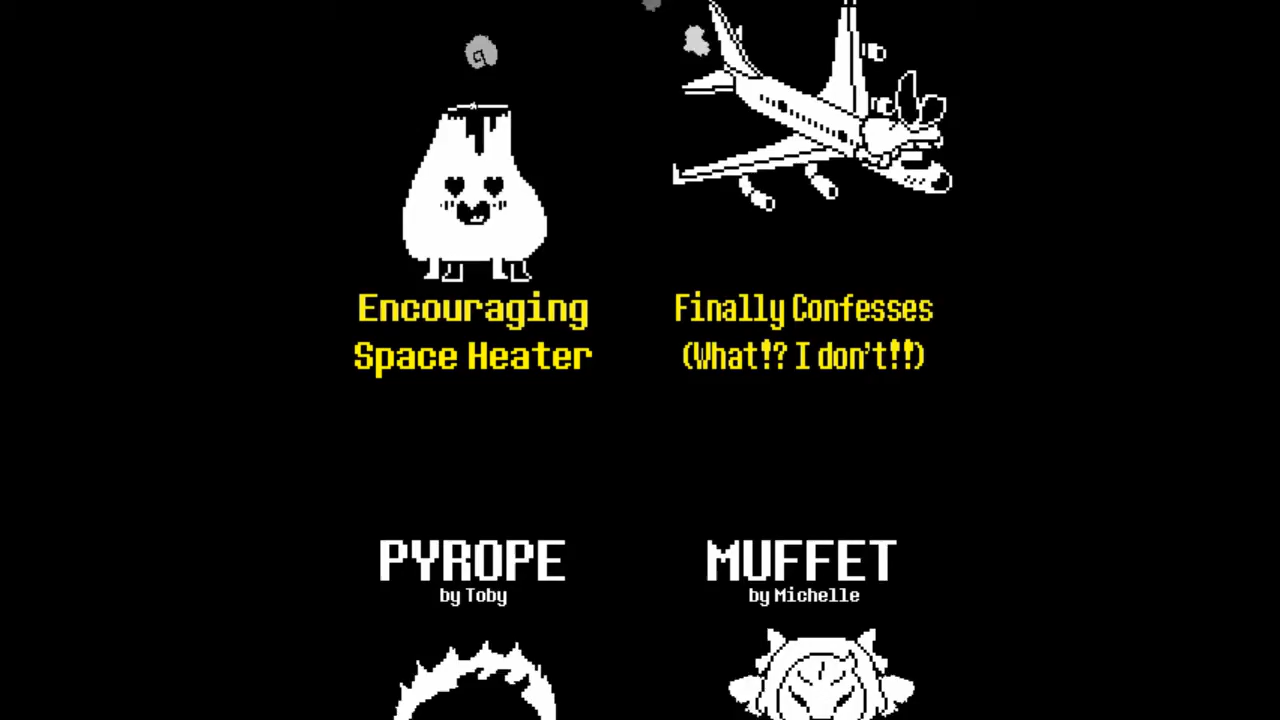 Encouraging
Space Heater
Finally Confesses
(What!? I don't!!)
PYROPE
by Toby
MUFFET
by Michelle